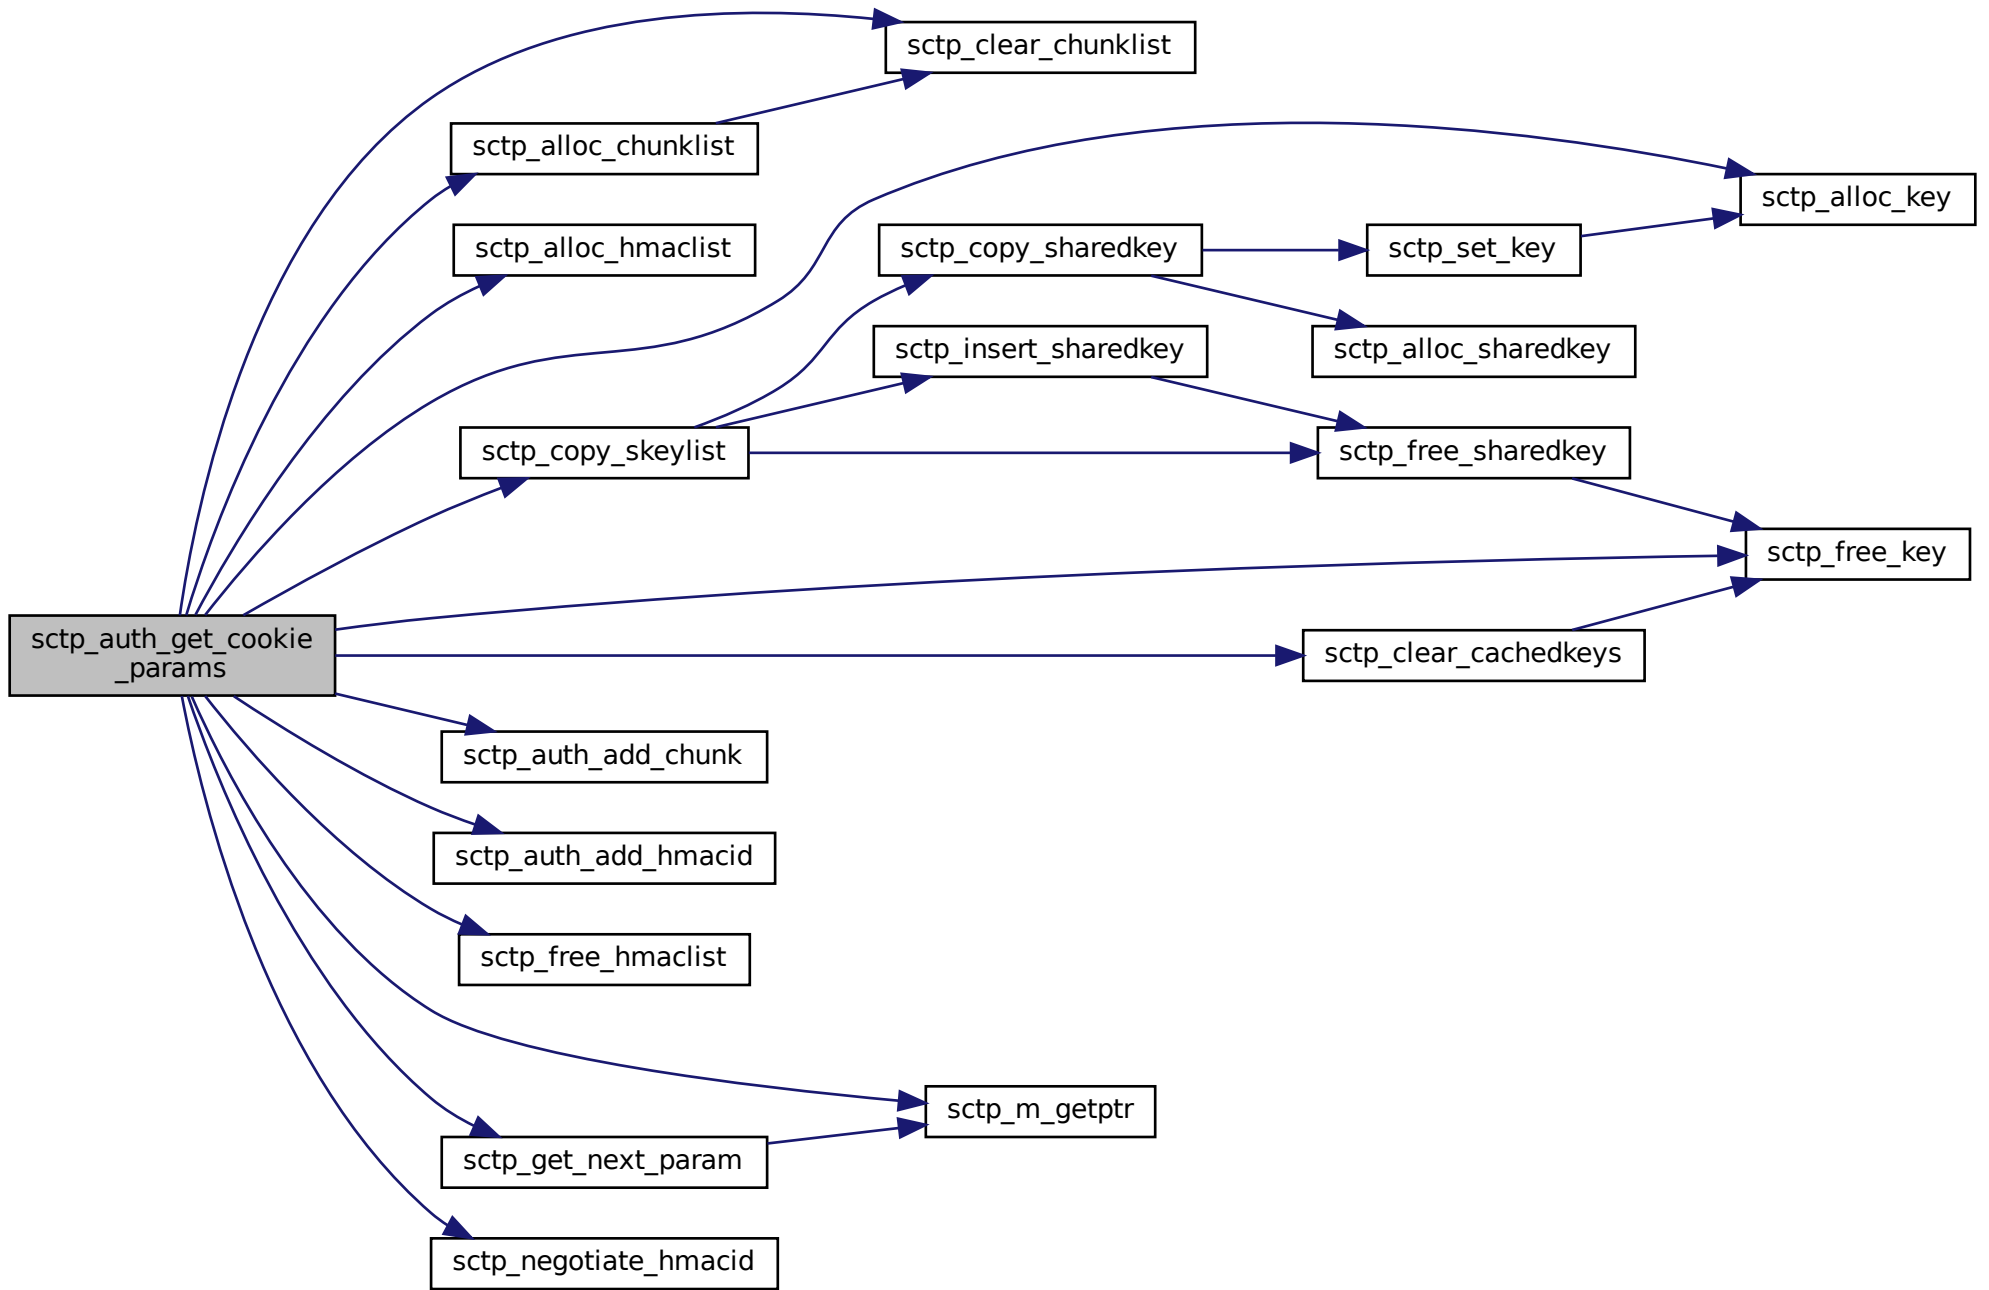 sctp_clear_chunklist
sctp_alloc_chunklist
sctp_alloc_key
sctp_alloc_hmaclist
sctp_copy_sharedkey
sctp_set_key
sctp_insert_sharedkey
sctp_alloc_sharedkey
sctp_copy_skeylist
sctp_free_sharedkey
sctp_free_key
sctp_auth_get_cookie
_params
sctp_clear_cachedkeys
sctp_auth_add_chunk
sctp_auth_add_hmacid
sctp_free_hmaclist
sctp_m_getptr
sctp_get_next_param
sctp_negotiate_hmacid